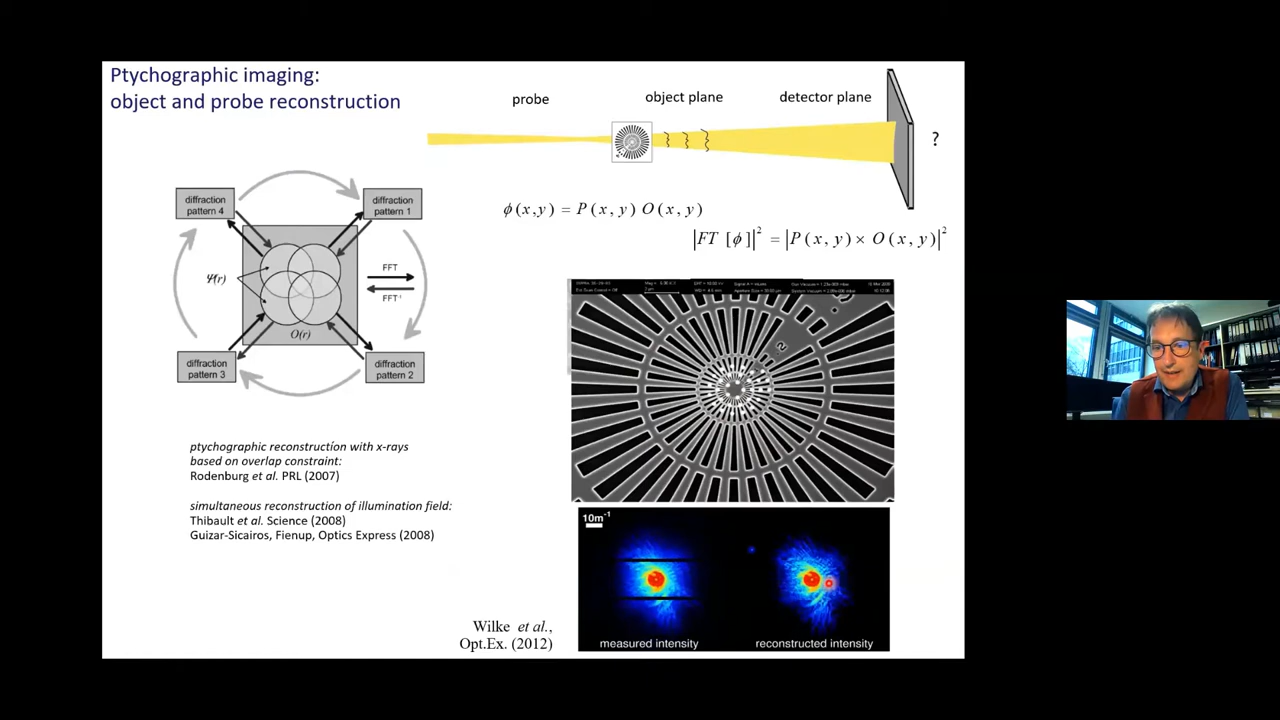 Ptychographic imaging:
object and probe reconstruction
probe
object plane
detector plane
?
ϕ(x,y) = P(x, y) O(x, y)
|FT [ϕ]|² = |P(x, y) × O(x, y)|²
diffraction
pattern 4
diffraction
pattern 1
Ψ(r)
FFT
FFT⁻¹
O(r)
diffraction
pattern 3
diffraction
pattern 2
ptychographic reconstruction with x-rays
based on overlap constraint:
Rodenburg et al. PRL (2007)
simultaneous reconstruction of illumination field:
Thibault et al. Science (2008)
Guizar-Sicairos, Fienup, Optics Express (2008)
10m⁻¹
measured intensity
reconstructed intensity
Wilke et al.,
Opt.Ex. (2012)